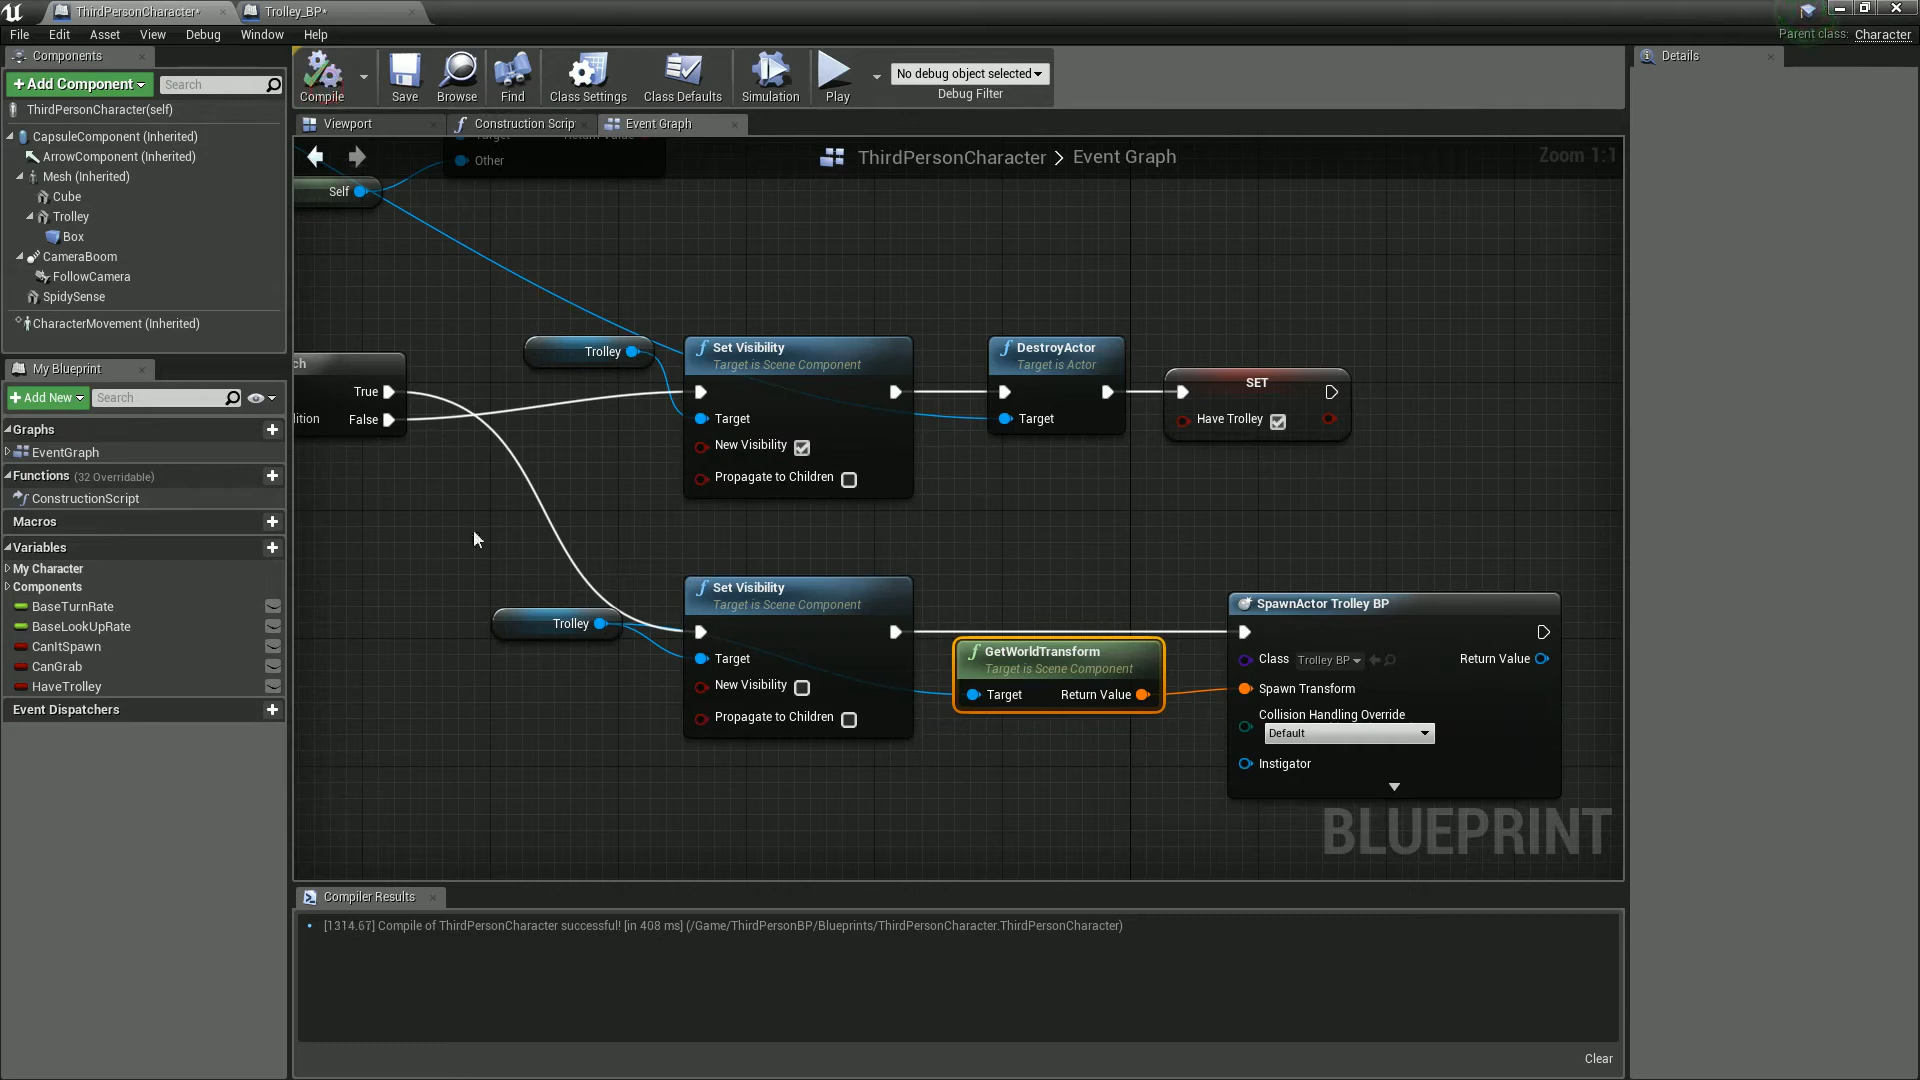 ThirdPersonCharacter*
Trolley_BP*
File Edit Asset View Debug Window Help
Parent class: Character
Components
+Add Component
Search
ThirdPersonCharacter(self)
CapsuleComponent (Inherited)
ArrowComponent (Inherited)
Mesh (Inherited)
Cube
Trolley
Box
CameraBoom
FollowCamera
SpidySense
CharacterMovement (Inherited)
My Blueprint
+Add New
Search
Graphs
EventGraph
Functions (32 Overridable)
ConstructionScript
Macros
Variables
My Character
Components
BaseTurnRate
BaseLookUpRate
CanItSpawn
CanGrab
HaveTrolley
Event Dispatchers
Compile
Save
Browse
Find
Class Settings
Class Defaults
Simulation
Play
No debug object selected
Debug Filter
Viewport
Construction Scrip
Event Graph
ThirdPersonCharacter > Event Graph
Zoom 1:1
Target Return Value
Other
Self
ch
True
dition False
Trolley
Set Visibility
Target is Scene Component
Target
New Visibility
Propagate to Children
DestroyActor
Target is Actor
Target
SET
Have Trolley
Trolley
Set Visibility
Target is Scene Component
Target
New Visibility
Propagate to Children
GetWorldTransform
Target is Scene Component
Target Return Value
SpawnActor Trolley BP
Class Trolley BP Return Value
Spawn Transform
Collision Handling Override
Default
Instigator
BLUEPRINT
Compiler Results
[1314.67] Compile of ThirdPersonCharacter successful! [in 408 ms] (/Game/ThirdPersonBP/Blueprints/ThirdPersonCharacter.ThirdPersonCharacter)
Clear
Details